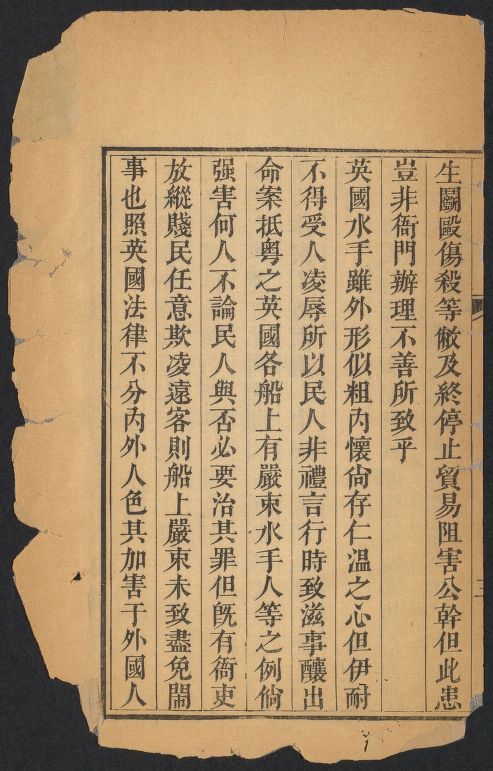 生鬭毆傷殺等敝及終停止貿易阻害公幹但此患
豈非衙門辦理不善所致乎
英國水手雖外形似粗內懷尙存仁溫之心但伊耐
不得受人凌辱所以民人非禮言行時致滋事釀出
命案抵粤之英國各船上有嚴束水手人等之例倘
强害何人不論民人與否必要治其罪但旣有衙吏
放縱賤民任意欺凌遠客則船上嚴束未致盡免鬧
事也照英國法律不分內外人色其加害于外國人